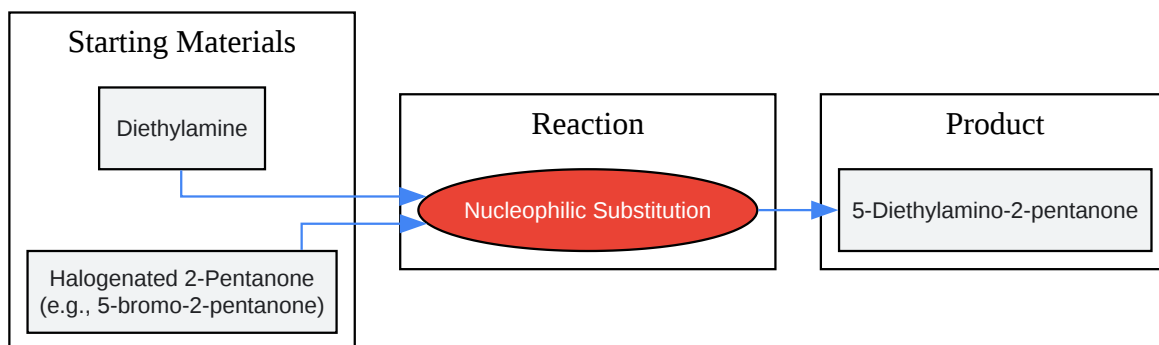 Starting Materials
Diethylamine
Halogenated 2-Pentanone
(e.g., 5-bromo-2-pentanone)
Reaction
Nucleophilic Substitution
Product
5-Diethylamino-2-pentanone